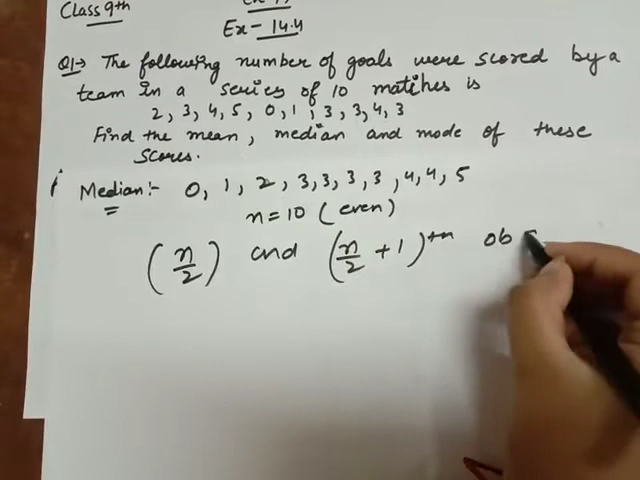 Class 9th
Ex - 14.4
Q1→ The following number of goals were scored by a
team in a series of 10 matches is
2, 3, 4, 5, 0, 1, 3, 3, 4, 3
Find the mean, median and mode of these
scores.
Median:- 0, 1, 2, 3, 3, 3, 3, 4, 4, 5
n = 10 (even)
(n/2) and (n/2 + 1)th obs